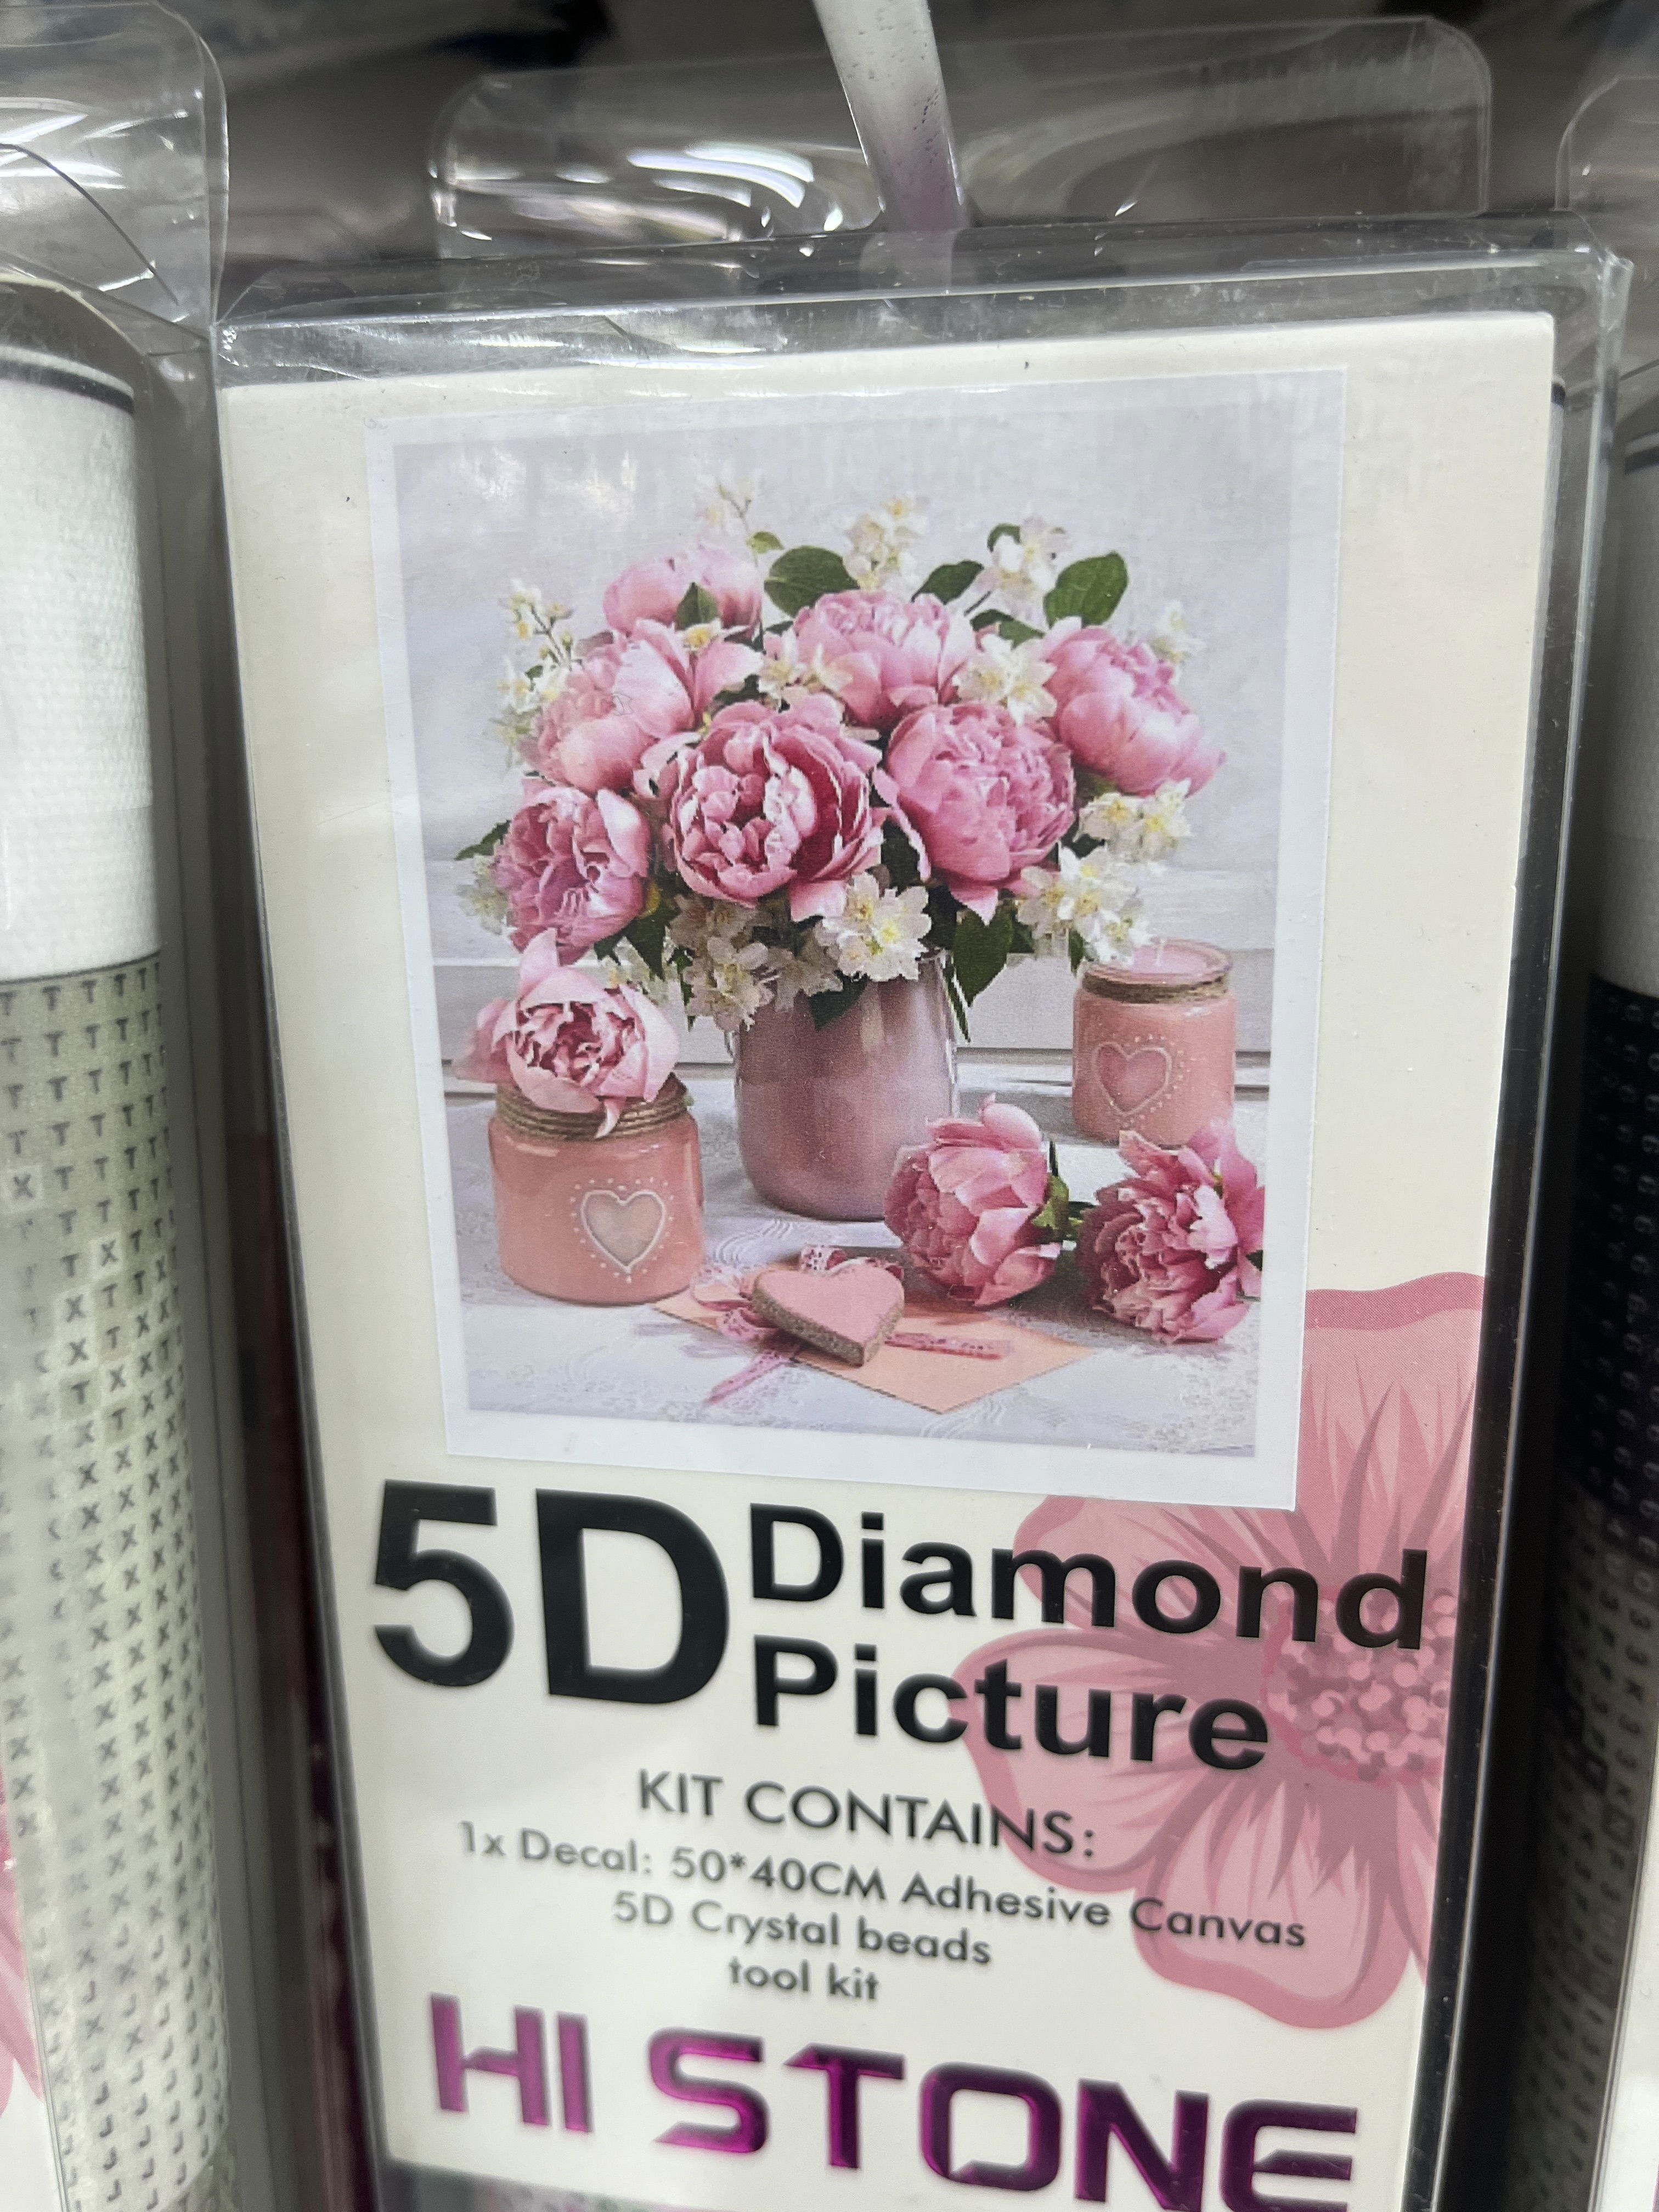 5D Diamond
Picture
KIT CONTAINS:
1x Decal: 50*40CM Adhesive Canvas
5D Crystal beads
tool kit
HI STONE